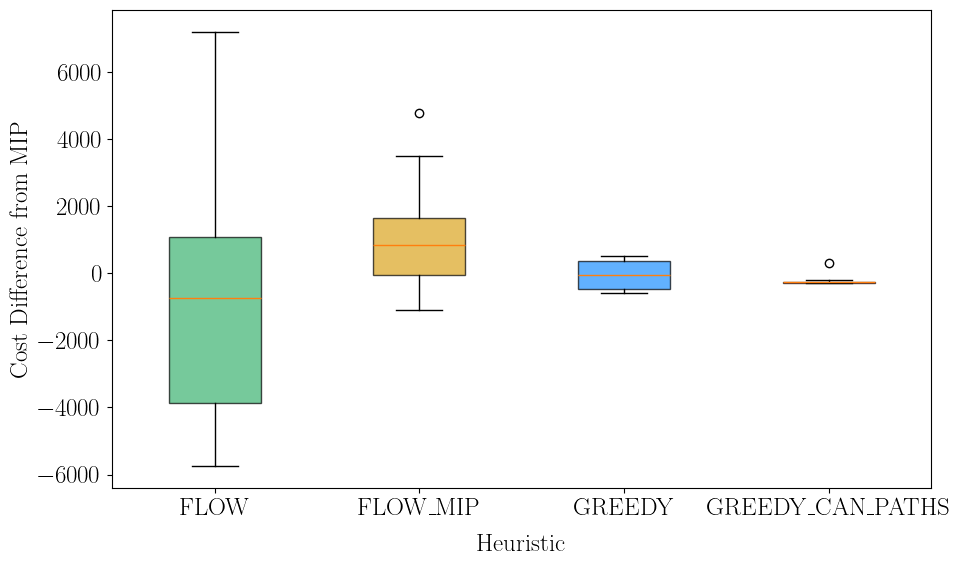 Cost Difference from MIP
6000
4000
2000
0
−2000
−4000
−6000
FLOW FLOW_MIP GREEDY GREEDY_CAN_PATHS
Heuristic